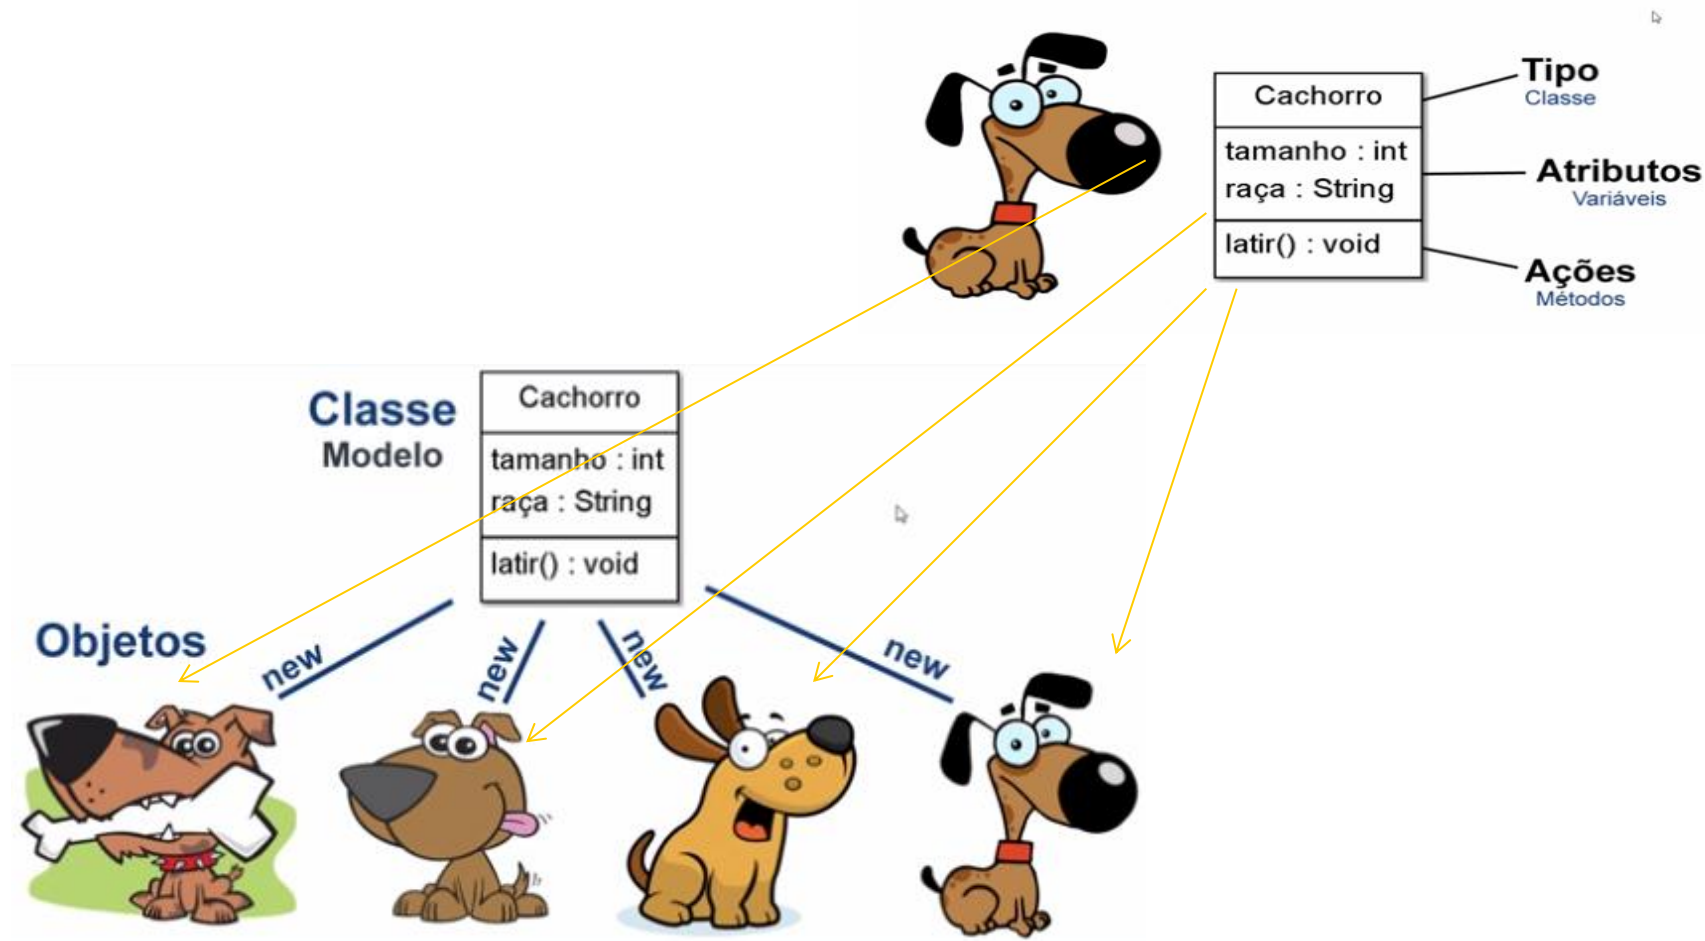 Cachorro
tamanho : int
raça : String
latir() : void
Tipo
Classe
Atributos
Variáveis
Ações
Métodos
Classe
Modelo
Cachorro
tamanho : int
raça : String
latir() : void
Objetos
new
new
new
new